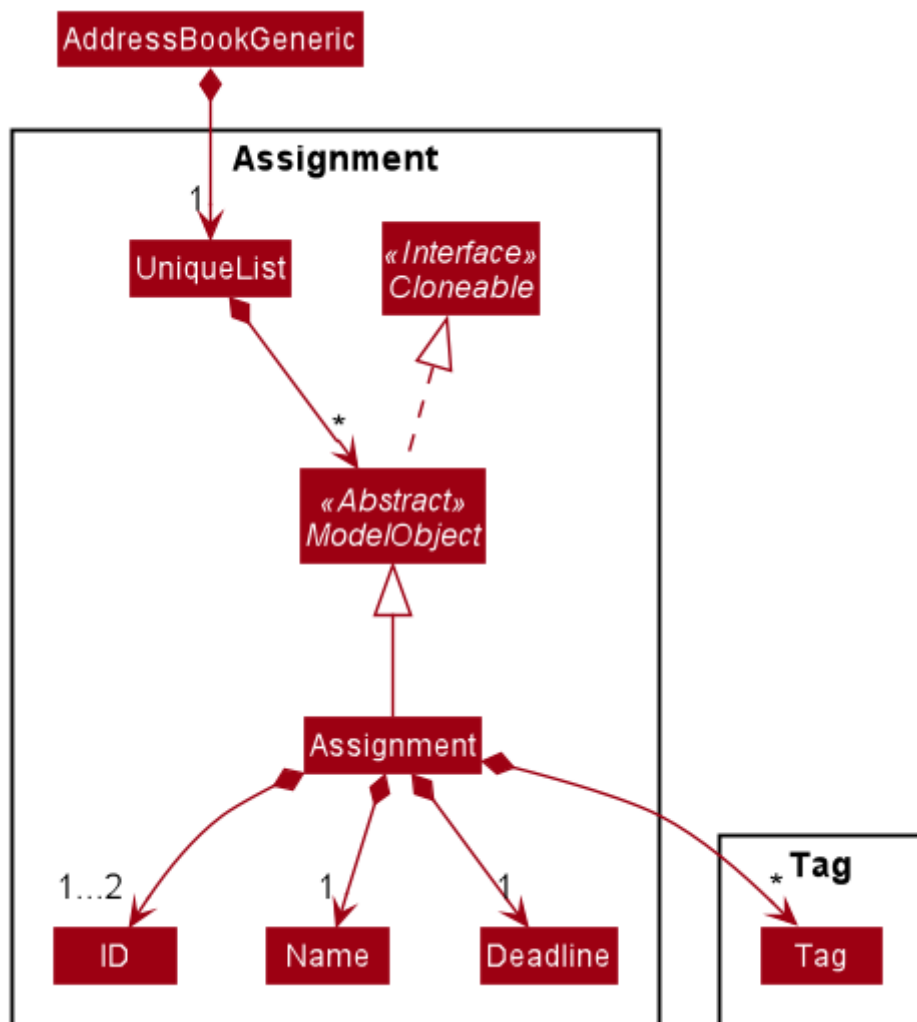 AddressBookGeneric
Assignment
1
UniqueList
«Interface»
Cloneable
*
«Abstract»
ModelObject
Assignment
1...2
1
1
*
Tag
ID
Name
Deadline
Tag